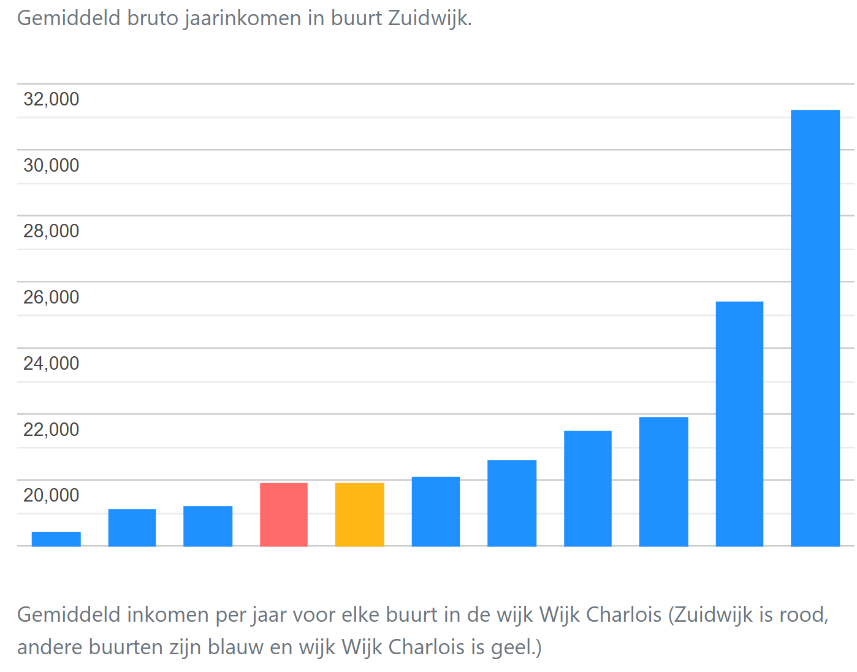 Gemiddeld bruto jaarinkomen in buurt Zuidwijk.
32,000
30,000
28,000
26,000
24,000
22,000
20,000
Gemiddeld inkomen per jaar voor elke buurt in de wijk Wijk Charlois (Zuidwijk is rood,
andere buurten zijn blauw en wijk Wijk Charlois is geel.)